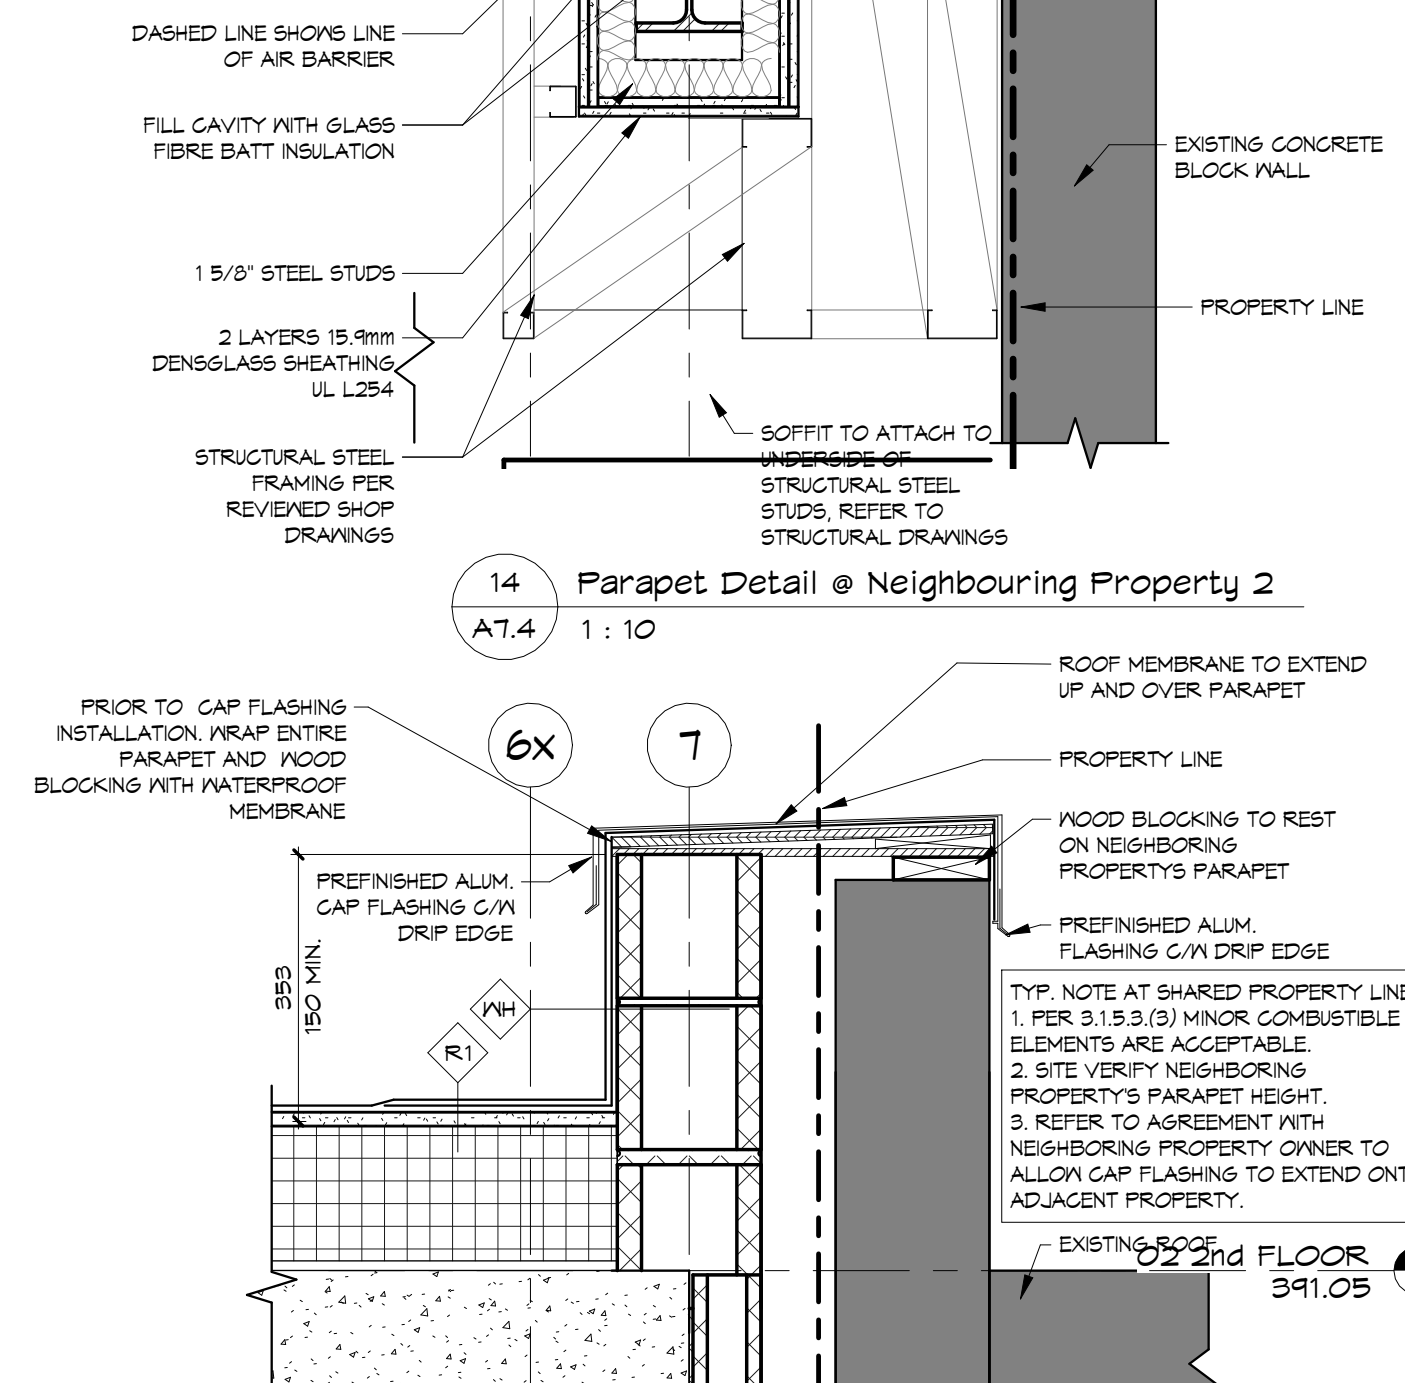 DASHED LINE SHOWS LINE
OF AIR BARRIER
FILL CAVITY WITH GLASS
FIBRE BATT INSULATION
1 5/8" STEEL STUDS
2 LAYERS 15.9mm
DENSGLASS SHEATHING
UL L254
STRUCTURAL STEEL
FRAMING PER
REVIEWED SHOP
DRAWINGS
EXISTING CONCRETE
BLOCK WALL
PROPERTY LINE
SOFFIT TO ATTACH TO
UNDERSIDE OF
STRUCTURAL STEEL
STUDS, REFER TO
STRUCTURAL DRAWINGS
14
A7.4
Parapet Detail @ Neighbouring Property 2
1 : 10
PRIOR TO CAP FLASHING
INSTALLATION. WRAP ENTIRE
PARAPET AND WOOD
BLOCKING WITH WATERPROOF
MEMBRANE
6x
7
ROOF MEMBRANE TO EXTEND
UP AND OVER PARAPET
PROPERTY LINE
WOOD BLOCKING TO REST
ON NEIGHBORING
PROPERTYS PARAPET
PREFINISHED ALUM.
CAP FLASHING C/W
DRIP EDGE
PREFINISHED ALUM.
FLASHING C/W DRIP EDGE
353
150 MIN.
WH
R1
TYP. NOTE AT SHARED PROPERTY LINE
1. PER 3.1.5.3.(3) MINOR COMBUSTIBLE
ELEMENTS ARE ACCEPTABLE.
2. SITE VERIFY NEIGHBORING
PROPERTY'S PARAPET HEIGHT.
3. REFER TO AGREEMENT WITH
NEIGHBORING PROPERTY OWNER TO
ALLOW CAP FLASHING TO EXTEND ONT
ADJACENT PROPERTY.
EXISTING ROOF
02 2nd FLOOR
391.05